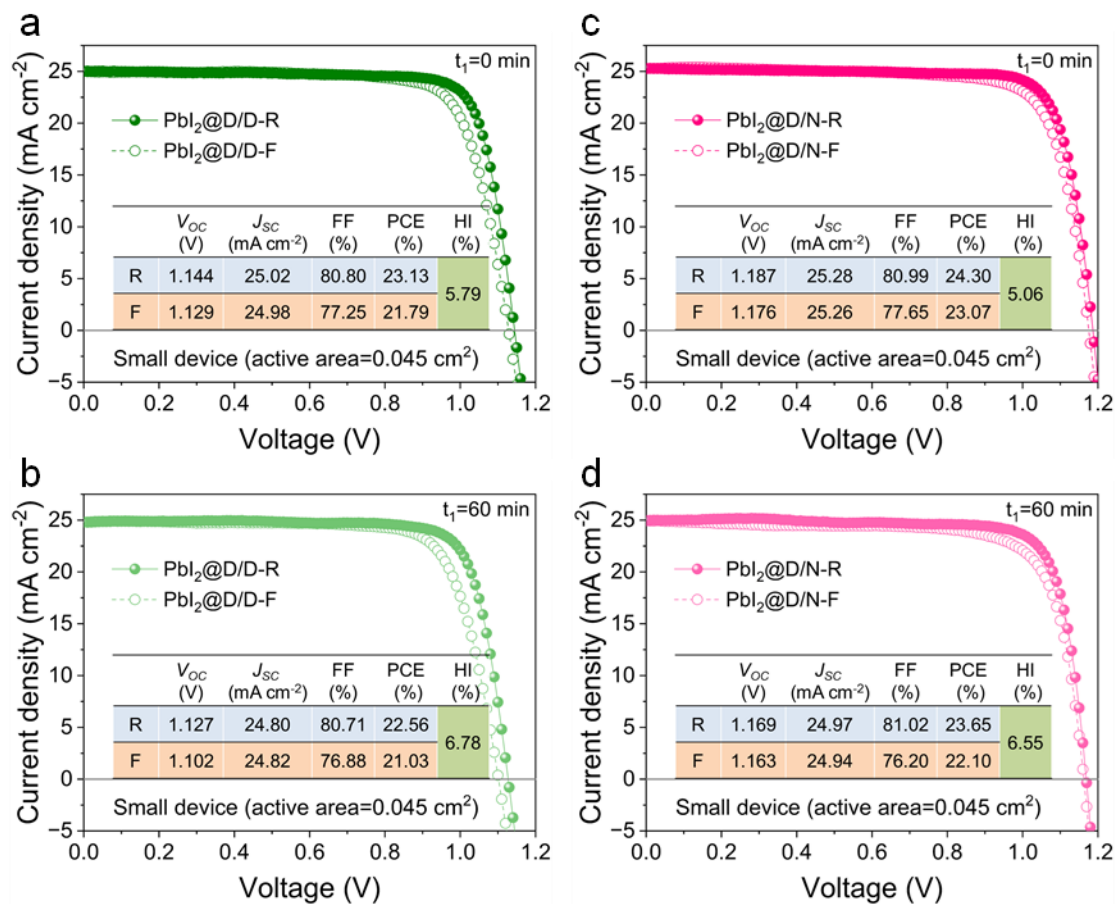 a
Current density (mA cm⁻²)
25
20
15
10
5
0
−5
t₁=0 min
PbI₂@D/D-R
PbI₂@D/D-F
V_OC (V) J_SC (mA cm⁻²) FF (%) PCE (%) HI (%)
R 1.144 25.02 80.80 23.13 5.79
F 1.129 24.98 77.25 21.79
Small device (active area=0.045 cm²)
0.0 0.2 0.4 0.6 0.8 1.0 1.2
Voltage (V)
c
Current density (mA cm⁻²)
25
20
15
10
5
0
−5
t₁=0 min
PbI₂@D/N-R
PbI₂@D/N-F
V_OC (V) J_SC (mA cm⁻²) FF (%) PCE (%) HI (%)
R 1.187 25.28 80.99 24.30 5.06
F 1.176 25.26 77.65 23.07
Small device (active area=0.045 cm²)
0.0 0.2 0.4 0.6 0.8 1.0 1.2
Voltage (V)
b
Current density (mA cm⁻²)
25
20
15
10
5
0
−5
t₁=60 min
PbI₂@D/D-R
PbI₂@D/D-F
V_OC (V) J_SC (mA cm⁻²) FF (%) PCE (%) HI (%)
R 1.127 24.80 80.71 22.56 6.78
F 1.102 24.82 76.88 21.03
Small device (active area=0.045 cm²)
0.0 0.2 0.4 0.6 0.8 1.0 1.2
Voltage (V)
d
Current density (mA cm⁻²)
25
20
15
10
5
0
−5
t₁=60 min
PbI₂@D/N-R
PbI₂@D/N-F
V_OC (V) J_SC (mA cm⁻²) FF (%) PCE (%) HI (%)
R 1.169 24.97 81.02 23.65 6.55
F 1.163 24.94 76.20 22.10
Small device (active area=0.045 cm²)
0.0 0.2 0.4 0.6 0.8 1.0 1.2
Voltage (V)